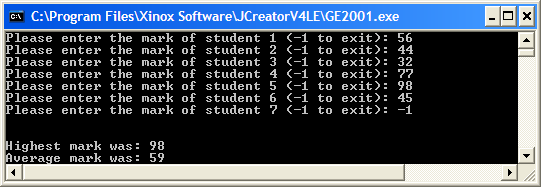 C:\Program Files\Xinox Software\JCreatorV4LE\GE2001.exe
Please enter the mark of student 1 (-1 to exit): 56
Please enter the mark of student 2 (-1 to exit): 44
Please enter the mark of student 3 (-1 to exit): 32
Please enter the mark of student 4 (-1 to exit): 77
Please enter the mark of student 5 (-1 to exit): 98
Please enter the mark of student 6 (-1 to exit): 45
Please enter the mark of student 7 (-1 to exit): -1
Highest mark was: 98
Average mark was: 59